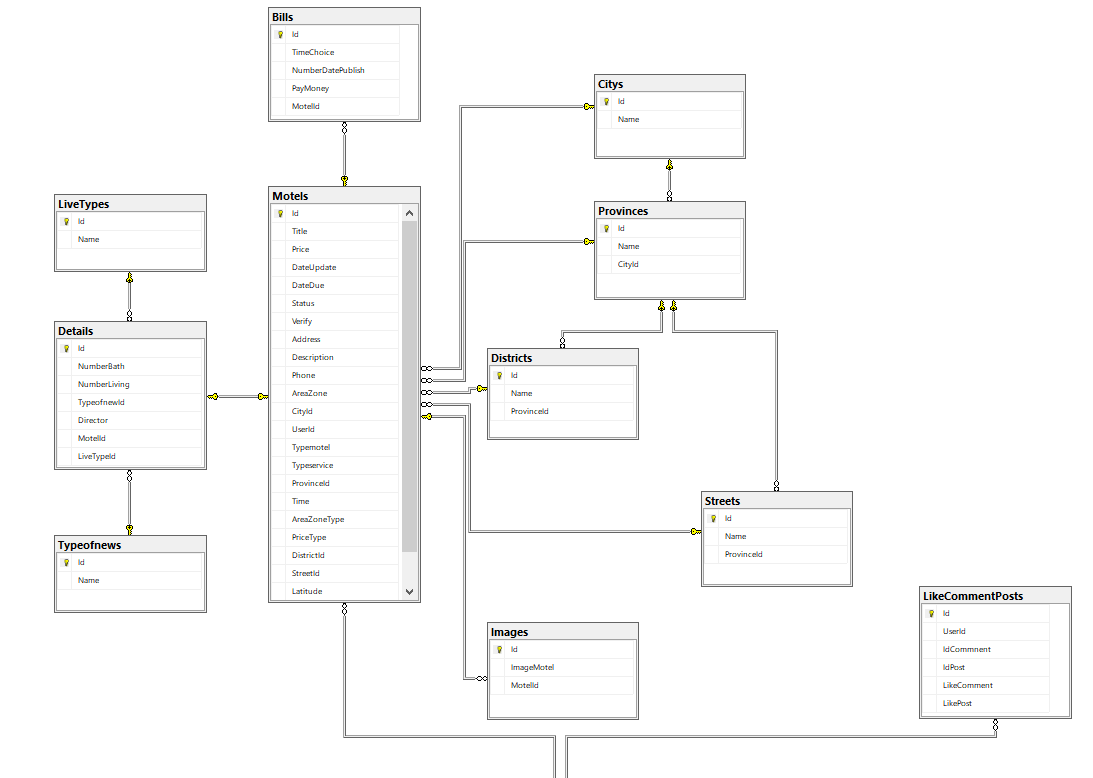 Bills
Id
TimeChoice
NumberDatePublish
PayMoney
MotelId
Citys
Id
Name
LiveTypes
Id
Name
Motels
Id
Title
Price
DateUpdate
DateDue
Status
Verify
Address
Description
Phone
AreaZone
CityId
UserId
Typemotel
Typeservice
ProvinceId
Time
AreaZoneType
PriceType
DistrictId
StreetId
Latitude
Provinces
Id
Name
CityId
Details
Id
NumberBath
NumberLiving
TypeofnewId
Director
MotelId
LiveTypeId
Districts
Id
Name
ProvinceId
Typeofnews
Id
Name
Streets
Id
Name
ProvinceId
Images
Id
ImageMotel
MotelId
LikeCommentPosts
Id
UserId
IdCommnent
IdPost
LikeComment
LikePost